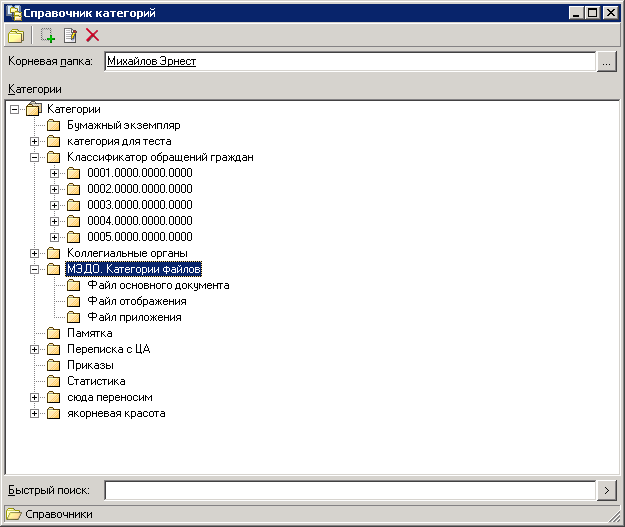 Справочник категорий
Корневая папка: Михайлов Эрнест ...
Категории
Категории
Бумажный экземпляр
категория для теста
Классификатор обращений граждан
0001.0000.0000.0000
0002.0000.0000.0000
0003.0000.0000.0000
0004.0000.0000.0000
0005.0000.0000.0000
Коллегиальные органы
МЭДО. Категории файлов
Файл основного документа
Файл отображения
Файл приложения
Памятка
Переписка с ЦА
Приказы
Статистика
сюда переносим
якорневая красота
Быстрый поиск: >
Справочники